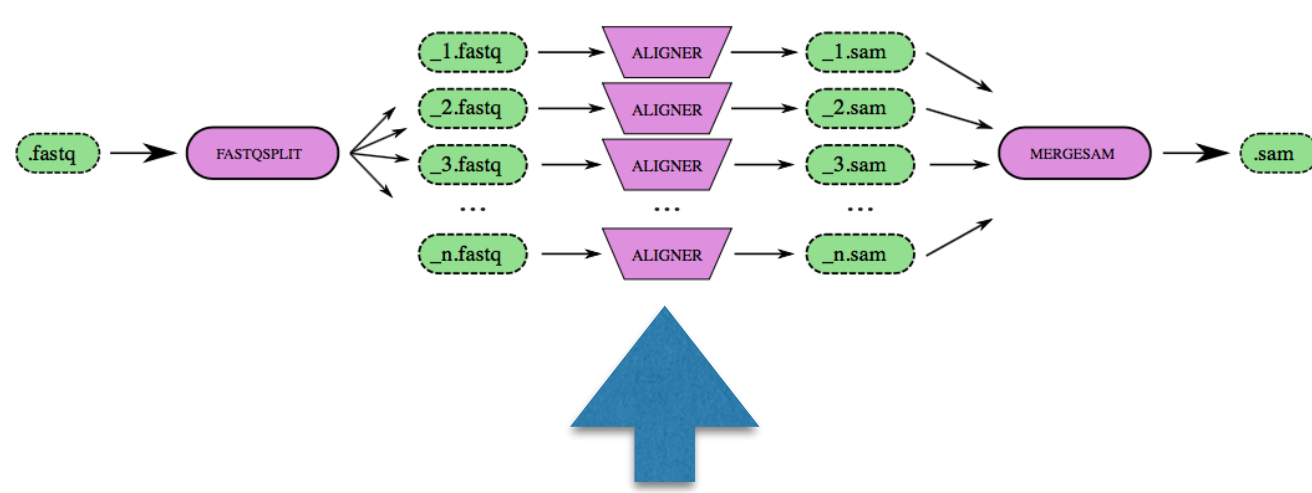 _1.fastq ALIGNER _1.sam
_2.fastq ALIGNER _2.sam
.fastq FASTQSPLIT _3.fastq ALIGNER _3.sam MERGESAM .sam
... ... ...
_n.fastq ALIGNER _n.sam